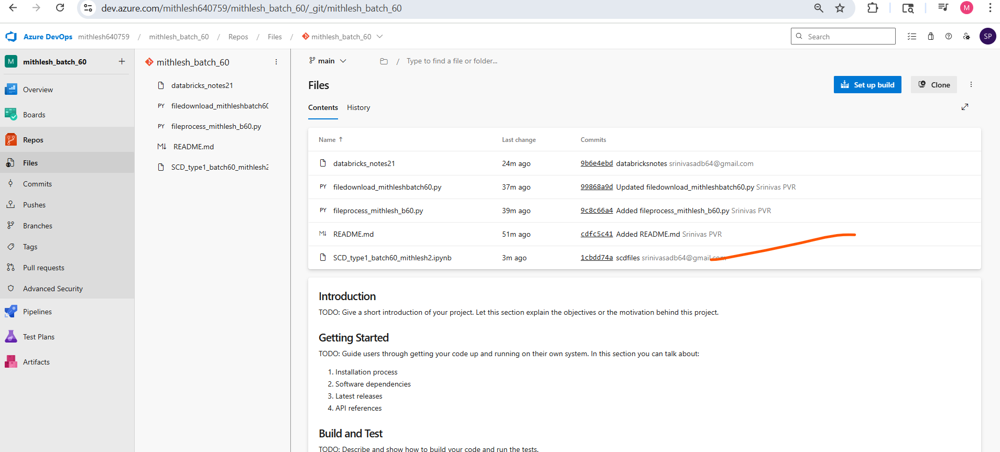 dev.azure.com/mithlesh640759/mithlesh_batch_60/_git/mithlesh_batch_60
M
Azure DevOps mithlesh640759 / mithlesh_batch_60 / Repos / Files / mithlesh_batch_60
Search
SP
M mithlesh_batch_60 +
Overview
Boards
Repos
Files
Commits
Pushes
Branches
Tags
Pull requests
Advanced Security
Pipelines
Test Plans
Artifacts
mithlesh_batch_60
databricks_notes21
PY filedownload_mithleshbatch60
PY fileprocess_mithlesh_b60.py
M↓ README.md
SCD_type1_batch60_mithlesh2
main / Type to find a file or folder...
Files
Set up build
Clone
Contents History
Name ↑ Last change Commits
databricks_notes21 24m ago 9b6e4ebd databricksnotes srinivasadb64@gmail.com
PY filedownload_mithleshbatch60.py 37m ago 99868a9d Updated filedownload_mithleshbatch60.py Srinivas PVR
PY fileprocess_mithlesh_b60.py 39m ago 9c8c66a4 Added fileprocess_mithlesh_b60.py Srinivas PVR
M↓ README.md 51m ago cdfc5c41 Added README.md Srinivas PVR
SCD_type1_batch60_mithlesh2.ipynb 3m ago 1cbdd74a scdfiles srinivasadb64@gmail.com
Introduction
TODO: Give a short introduction of your project. Let this section explain the objectives or the motivation behind this project.
Getting Started
TODO: Guide users through getting your code up and running on their own system. In this section you can talk about:
1. Installation process
2. Software dependencies
3. Latest releases
4. API references
Build and Test
TODO: Describe and show how to build your code and run the tests.